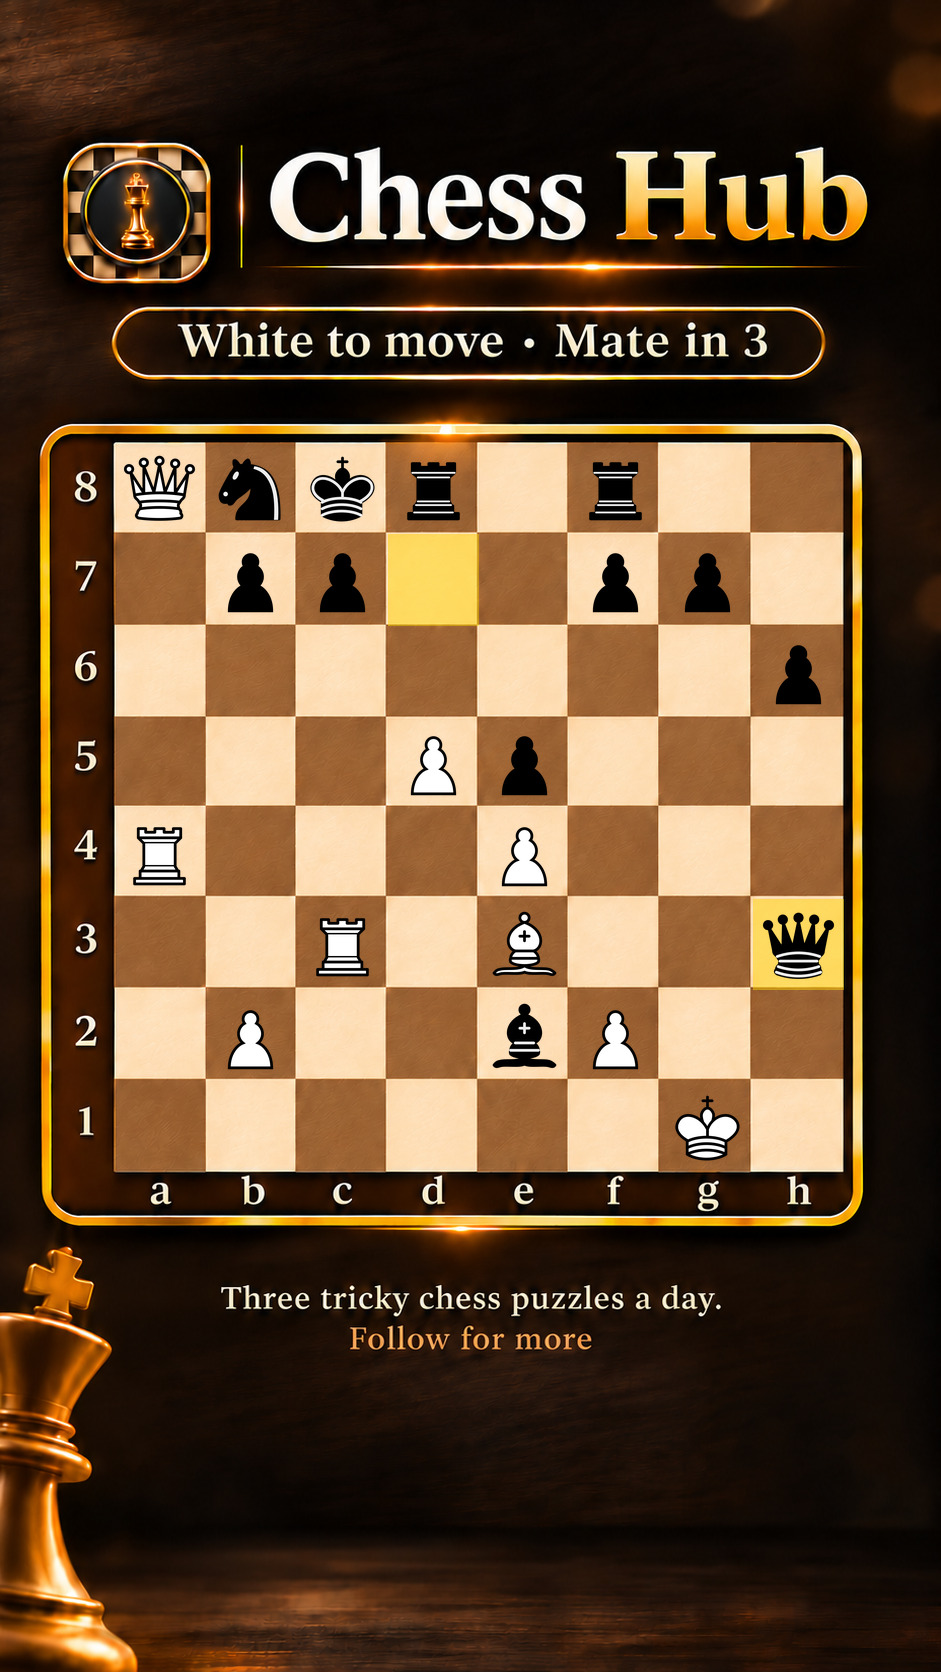 Chess Hub
White to move • Mate in 3
8
7
6
5
4
3
2
1
a b c d e f g h
Three tricky chess puzzles a day.
Follow for more